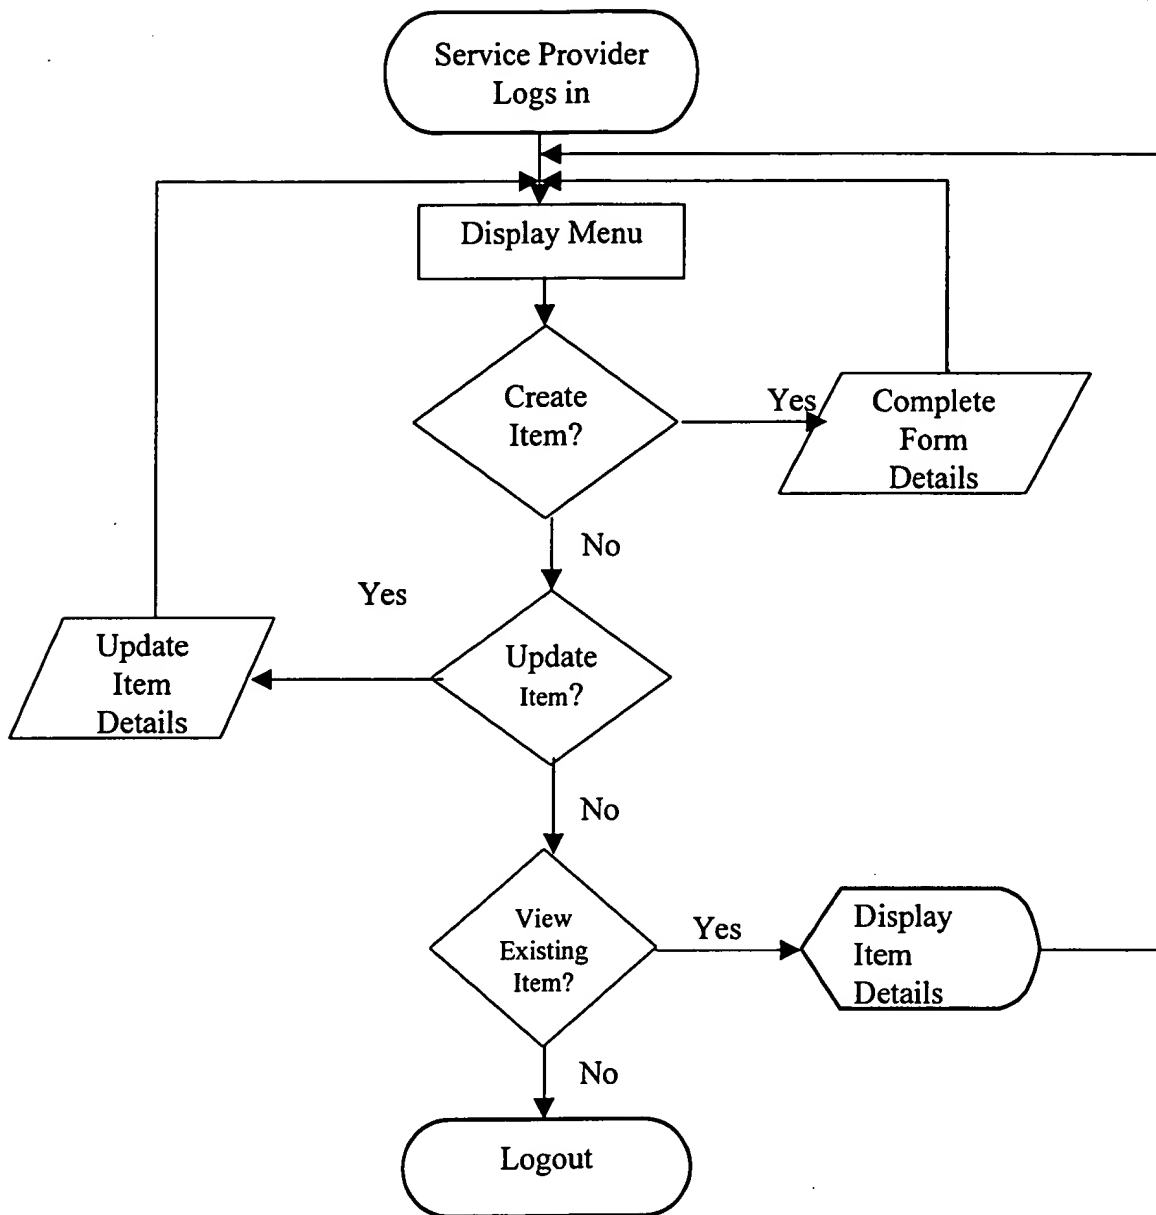 Service Provider
Logs in
Display Menu
Create
Item?
Yes
Complete
Form
Details
No
Yes
Update
Item
Details
Update
Item?
No
View
Existing
Item?
Yes
Display
Item
Details
No
Logout